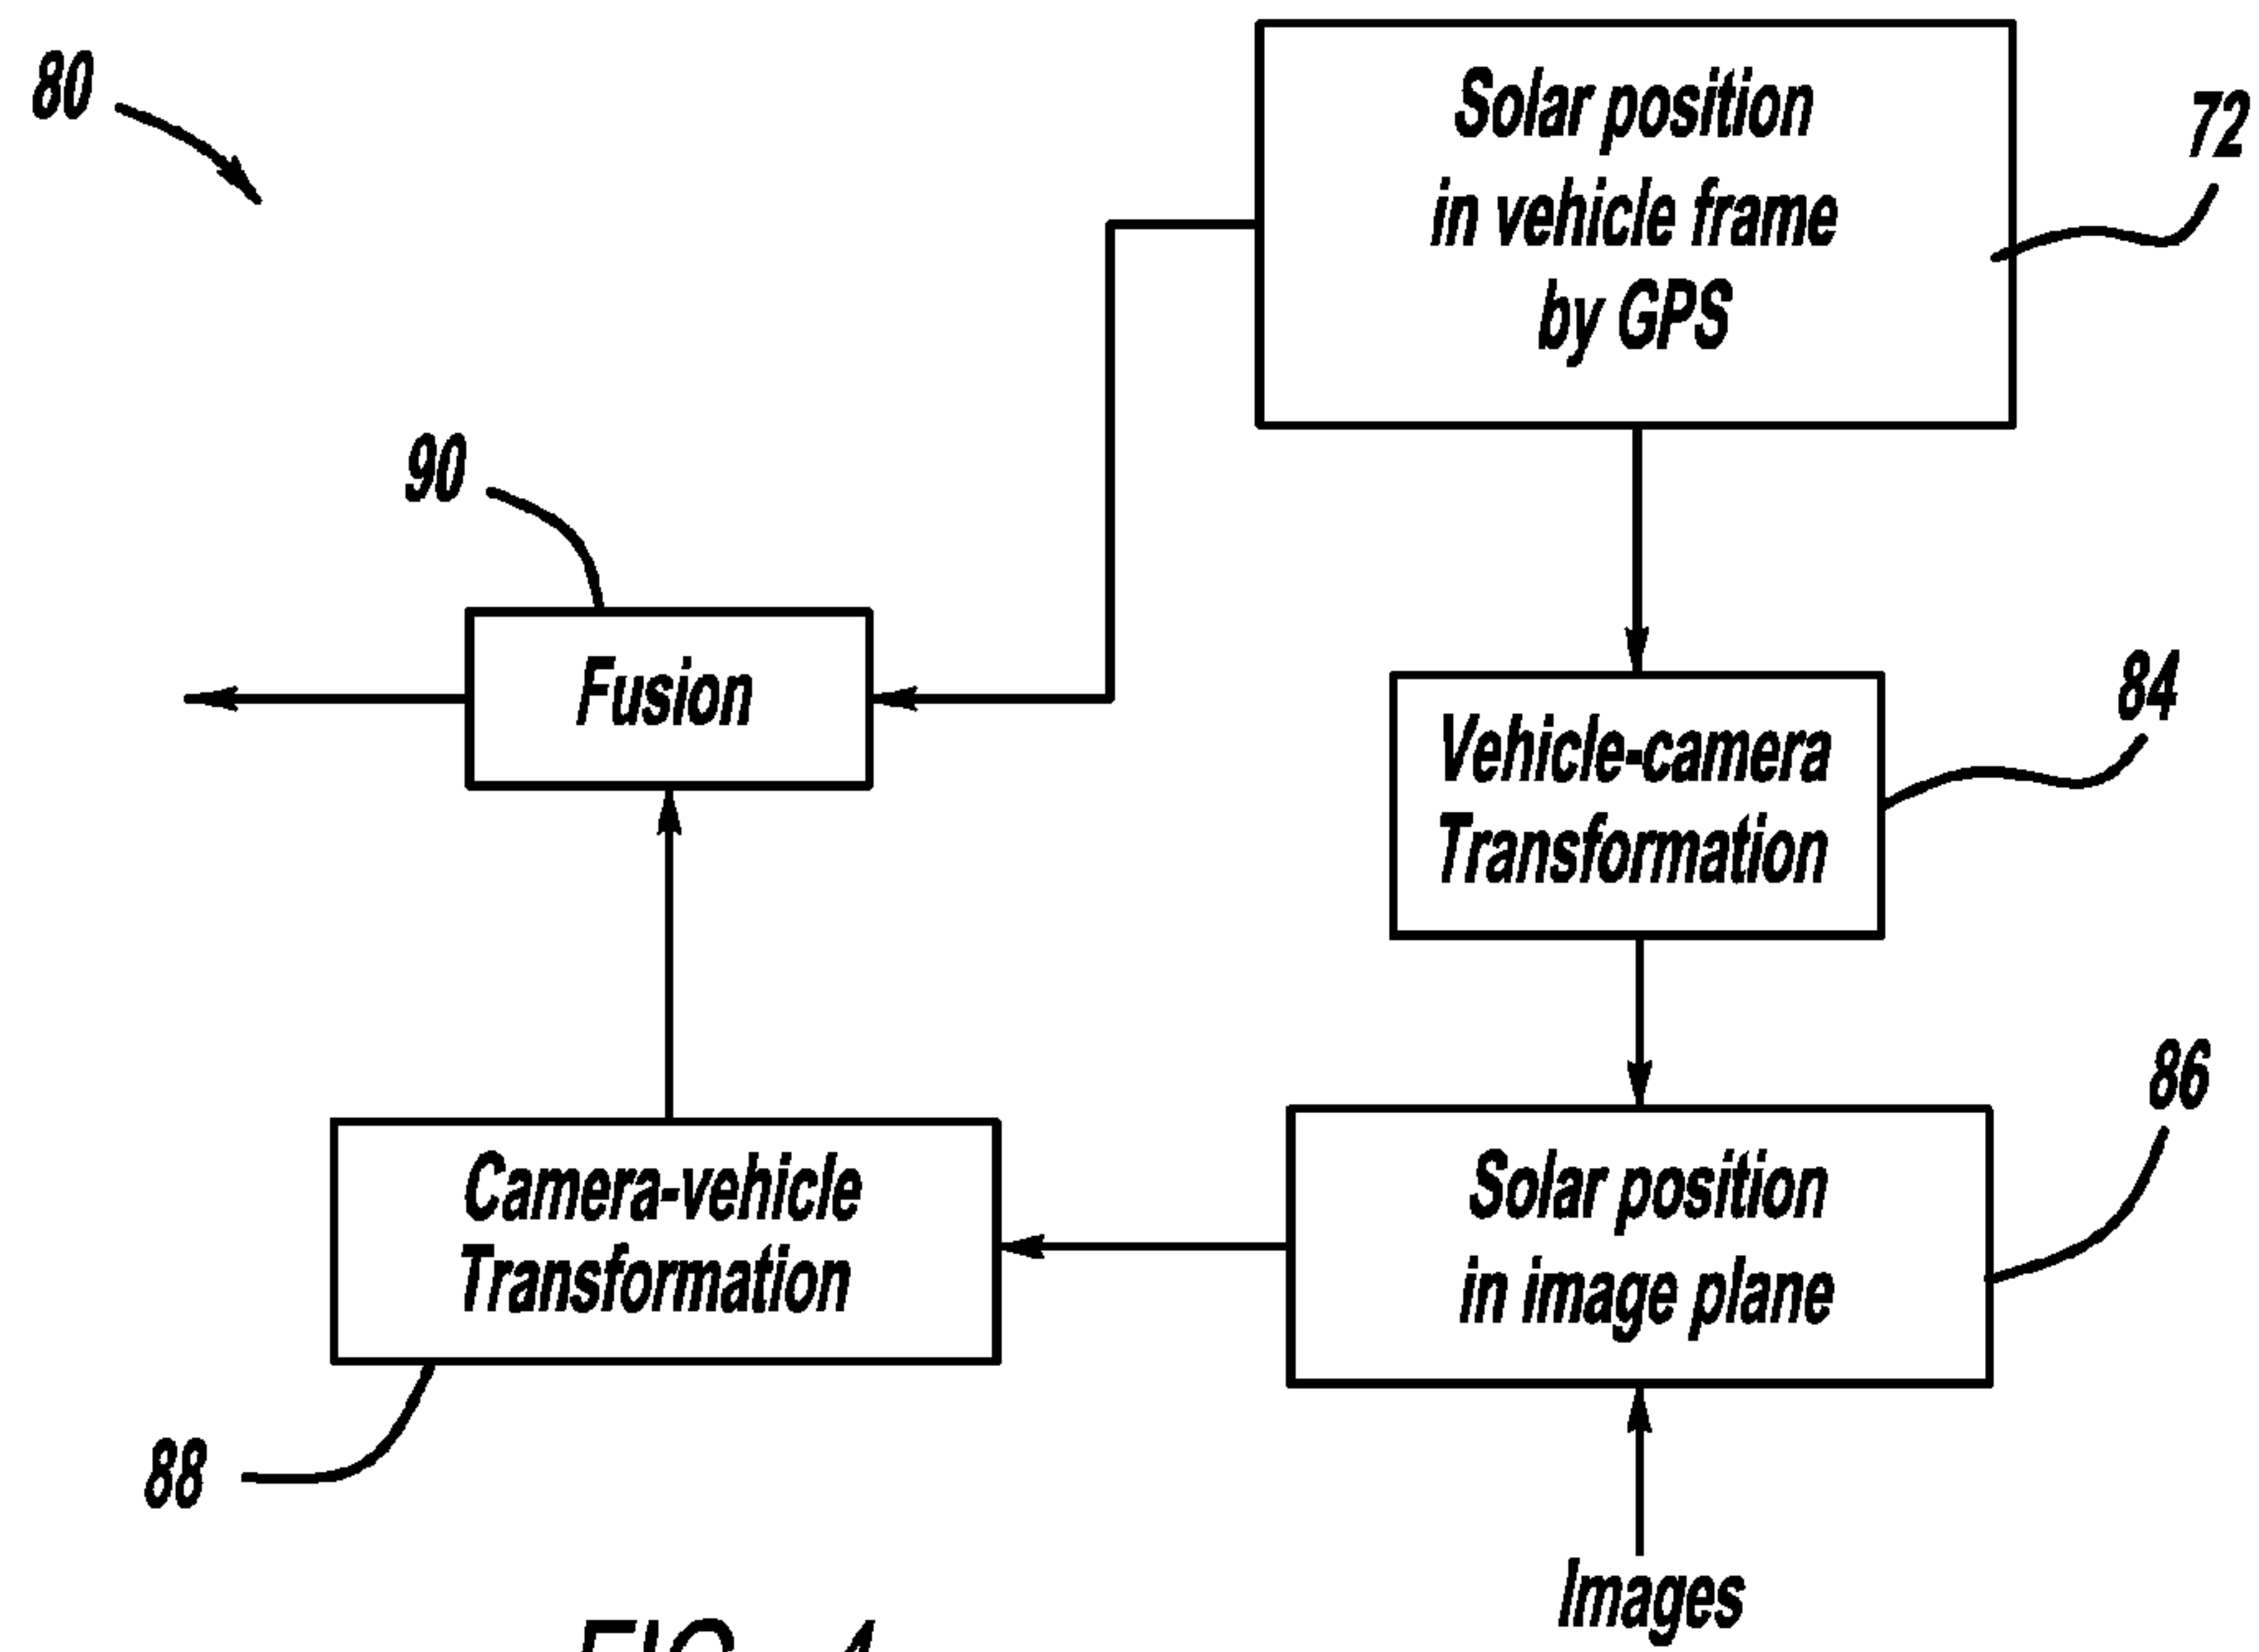 80
Solar position
in vehicle frame
by GPS
72
90
Fusion
Vehicle-camera
Transformation
84
Camera-vehicle
Transformation
88
Solar position
in image plane
86
Images